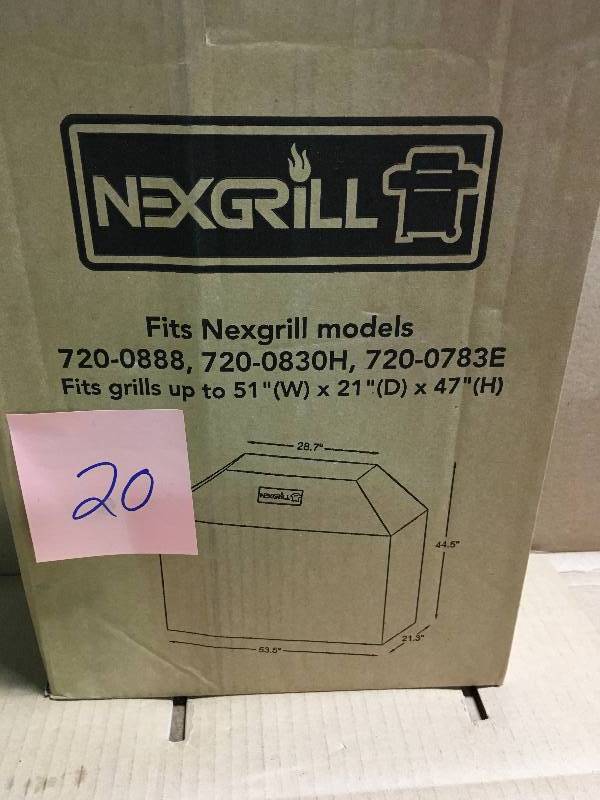 NEXGRILL
Fits Nexgrill models
720-0888, 720-0830H, 720-0783E
Fits grills up to 51"(W) x 21"(D) x 47"(H)
20
28.7"
NEXGRILL
44.5"
21.3"
53.5"